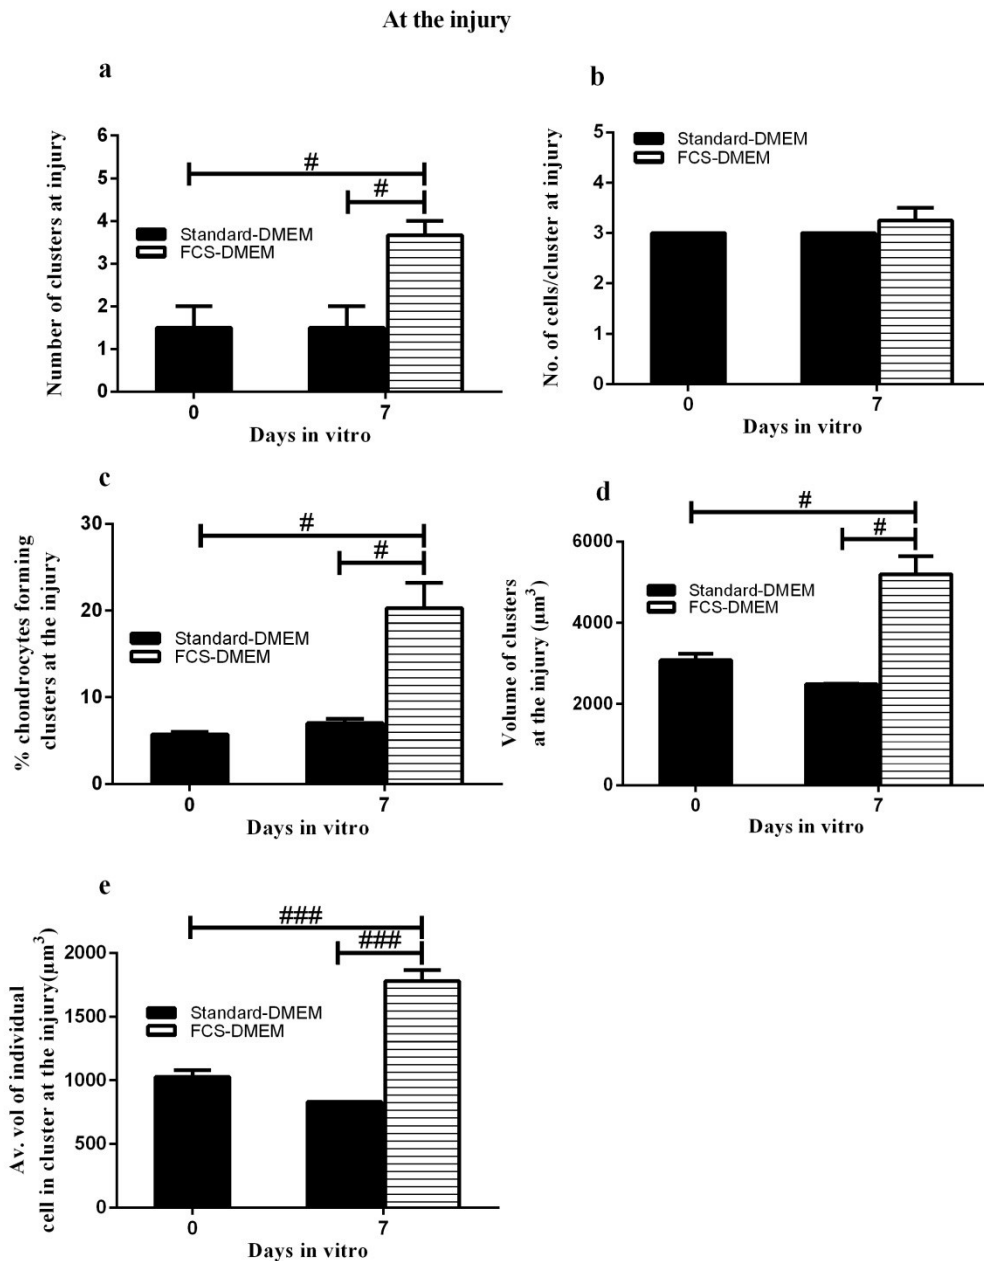 At the injury
a
Number of clusters at injury
6
5
4
3
2
1
0
#
#
Standard-DMEM
FCS-DMEM
0
7
Days in vitro
b
No. of cells/cluster at injury
5
4
3
2
1
0
Standard-DMEM
FCS-DMEM
0
7
Days in vitro
c
% chondrocytes forming
clusters at the injury
30
20
10
0
#
#
Standard-DMEM
FCS-DMEM
0
7
Days in vitro
d
Volume of clusters
at the injury (µm³)
6000
4000
2000
0
#
#
Standard-DMEM
FCS-DMEM
0
7
Days in vitro
e
Av. vol of individual
cell in cluster at the injury(µm³)
2000
1500
1000
500
0
###
###
Standard-DMEM
FCS-DMEM
0
7
Days in vitro